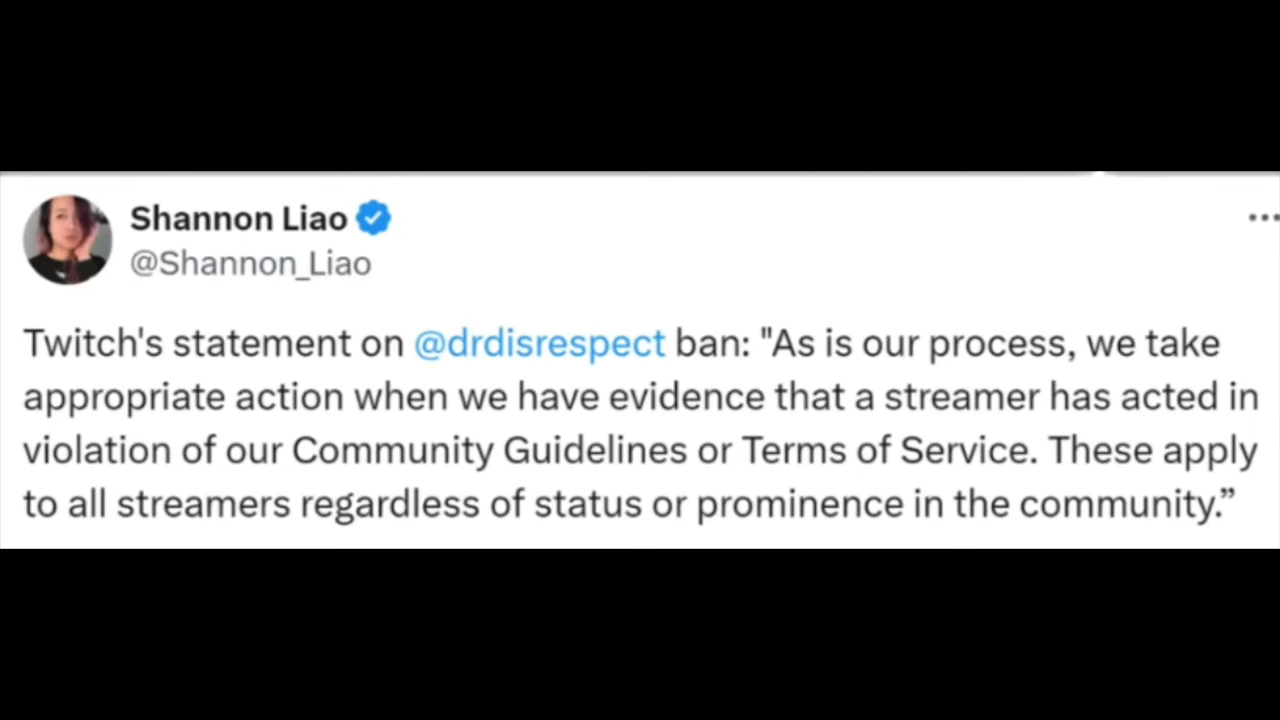 Shannon Liao
@Shannon_Liao
Twitch's statement on @drdisrespect ban: "As is our process, we take
appropriate action when we have evidence that a streamer has acted in
violation of our Community Guidelines or Terms of Service. These apply
to all streamers regardless of status or prominence in the community.”